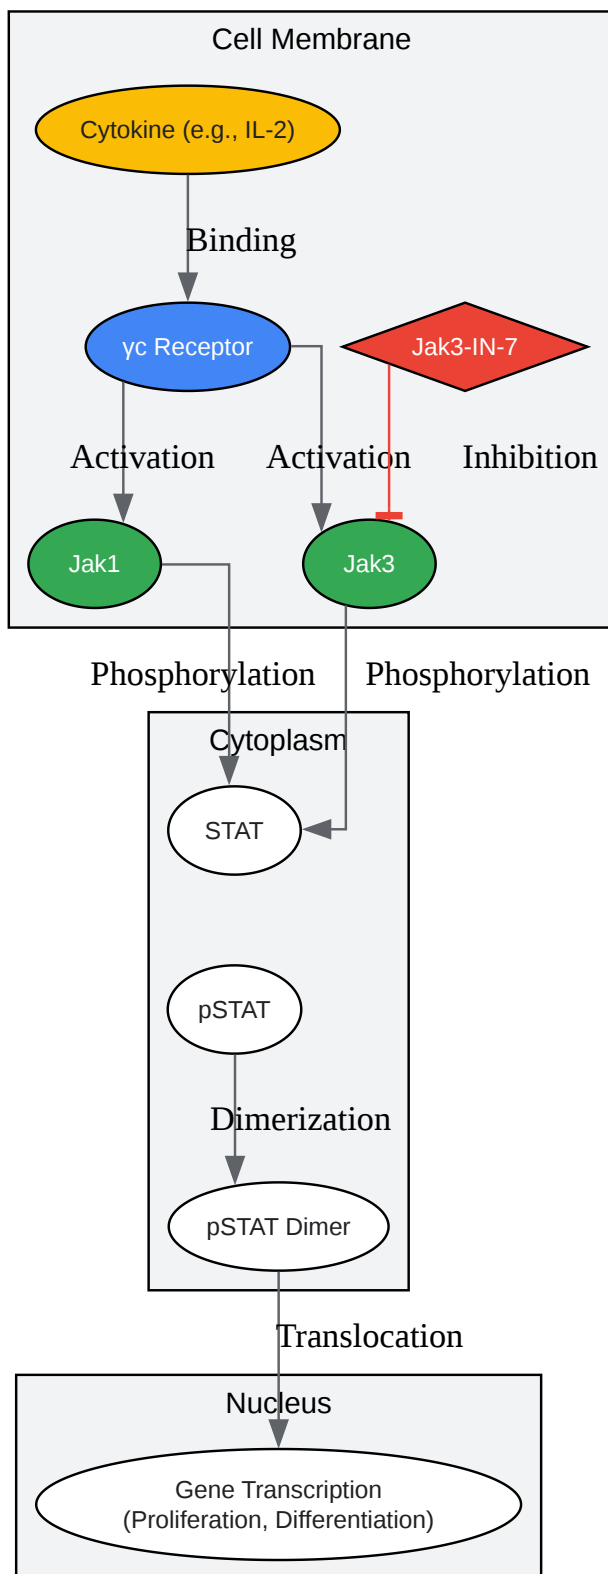 Cell Membrane
Cytokine (e.g., IL-2)
Binding
γc Receptor
Jak3-IN-7
Activation
Activation
Inhibition
Jak1
Jak3
Phosphorylation
Phosphorylation
Cytoplasm
STAT
pSTAT
Dimerization
pSTAT Dimer
Translocation
Nucleus
Gene Transcription
(Proliferation, Differentiation)